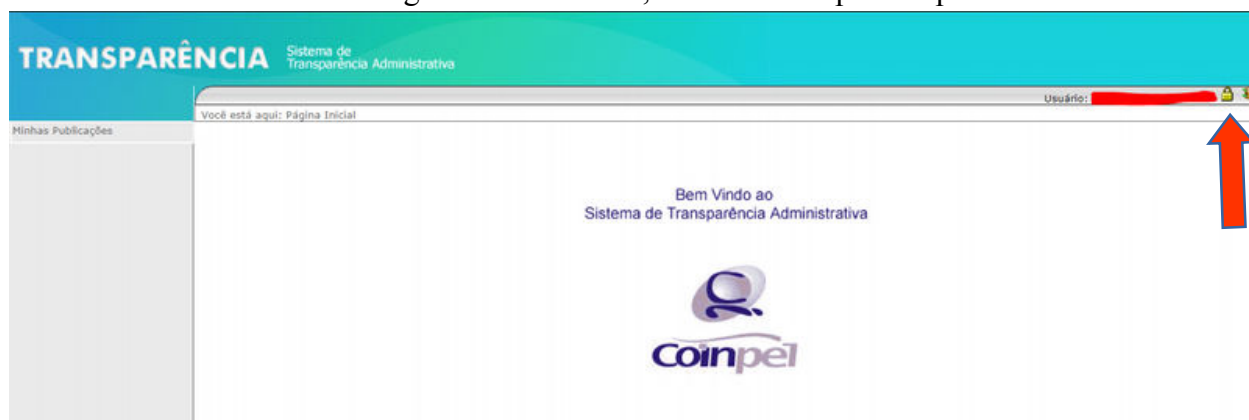 TRANSPARÊNCIA Sistema de
Transparência Administrativa
Usuário:
Você está aqui: Página Inicial
Minhas Publicações
Bem Vindo ao
Sistema de Transparência Administrativa
Coinpel